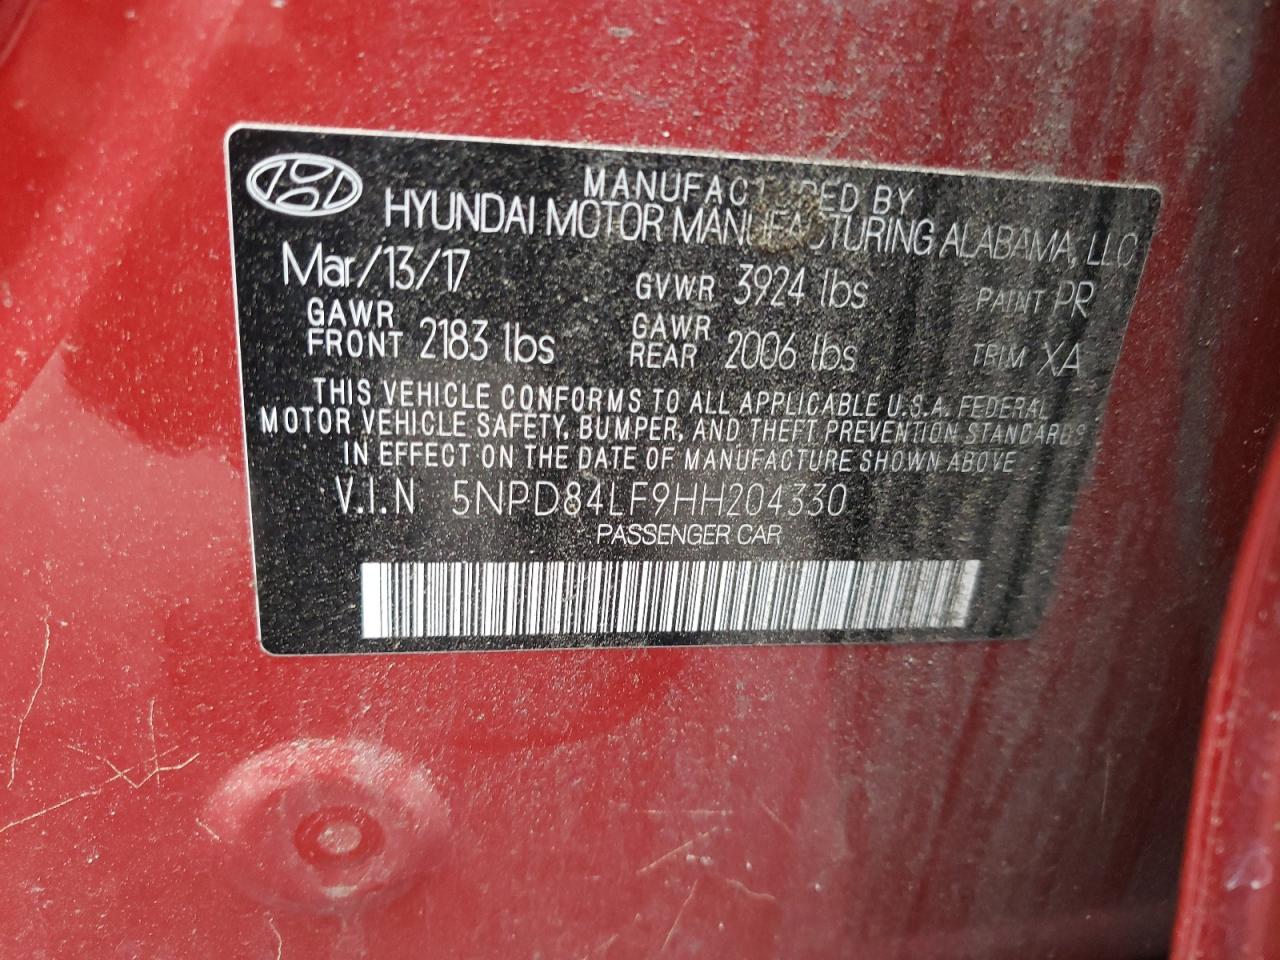 MANUFACTURED BY
HYUNDAI MOTOR MANUFACTURING ALABAMA, LLC
Mar/13/17 GVWR 3924 lbs PAINT PR
GAWR FRONT 2183 lbs GAWR REAR 2006 lbs TRIM XA
THIS VEHICLE CONFORMS TO ALL APPLICABLE U.S.A. FEDERAL
MOTOR VEHICLE SAFETY, BUMPER, AND THEFT PREVENTION STANDARDS
IN EFFECT ON THE DATE OF MANUFACTURE SHOWN ABOVE
V.I.N 5NPD84LF9HH204330
PASSENGER CAR